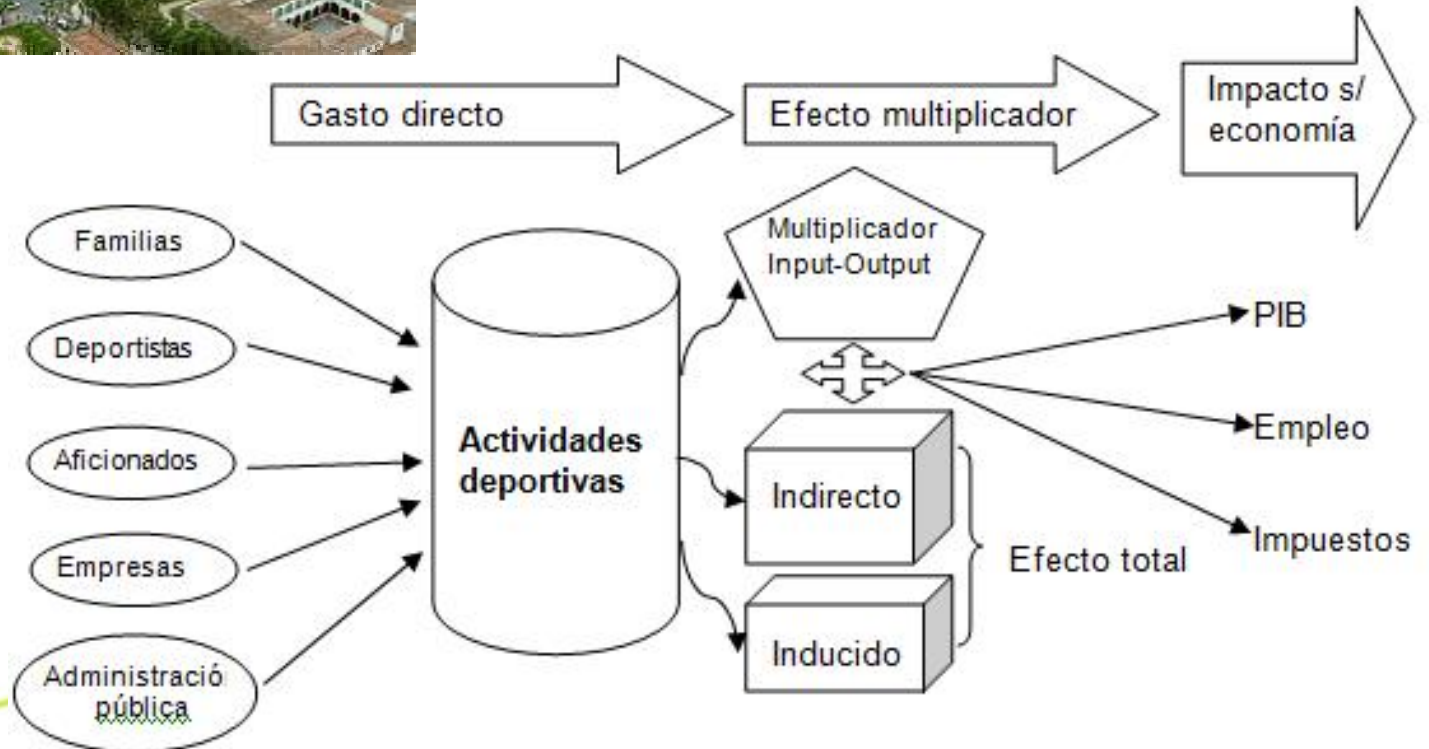 Gasto directo
Efecto multiplicador
Impacto s/
economía
Familias
Deportistas
Aficionados
Empresas
Administració
pública
Actividades
deportivas
Multiplicador
Input-Output
Indirecto
Inducido
Efecto total
PIB
Empleo
Impuestos